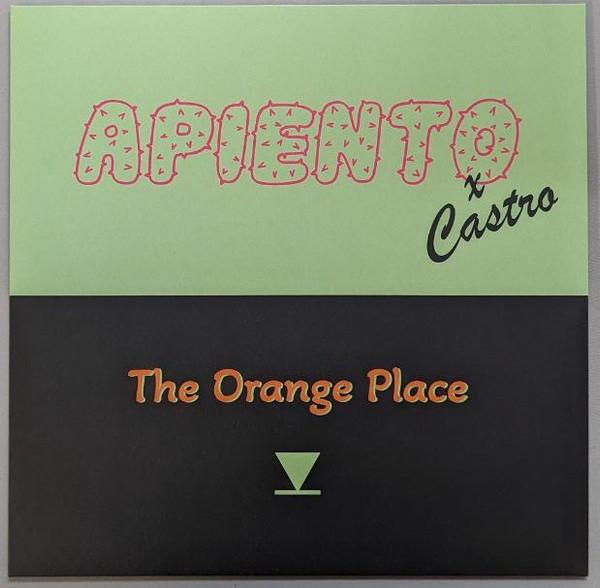 APIENTO
x
Castro
The Orange Place